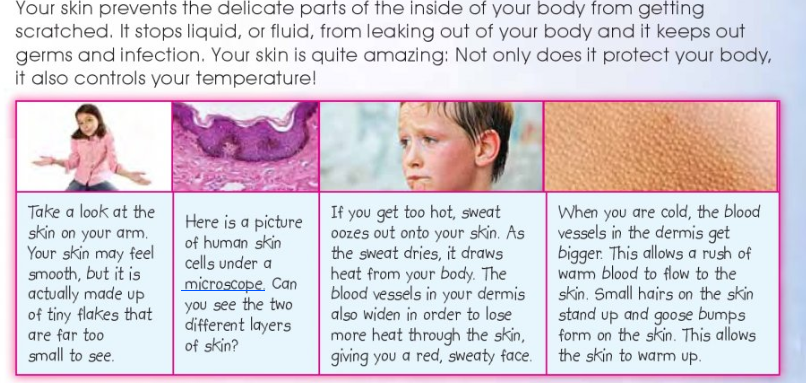 Your skin prevents the delicate parts of the inside of your body from getting
scratched. It stops liquid, or fluid, from leaking out of your body and it keeps out
germs and infection. Your skin is quite amazing: Not only does it protect your body,
it also controls your temperature!
Take a look at the
skin on your arm.
Your skin may feel
smooth, but it is
actually made up
of tiny flakes that
are far too
small to see.
Here is a picture
of human skin
cells under a
microscope. Can
you see the two
different layers
of skin?
If you get too hot, sweat
oozes out onto your skin. As
the sweat dries, it draws
heat from your body. The
blood vessels in your dermis
also widen in order to lose
more heat through the skin,
giving you a red, sweaty face.
When you are cold, the blood
vessels in the dermis get
bigger. This allows a rush of
warm blood to flow to the
skin. Small hairs on the skin
stand up and goose bumps
form on the skin. This allows
the skin to warm up.